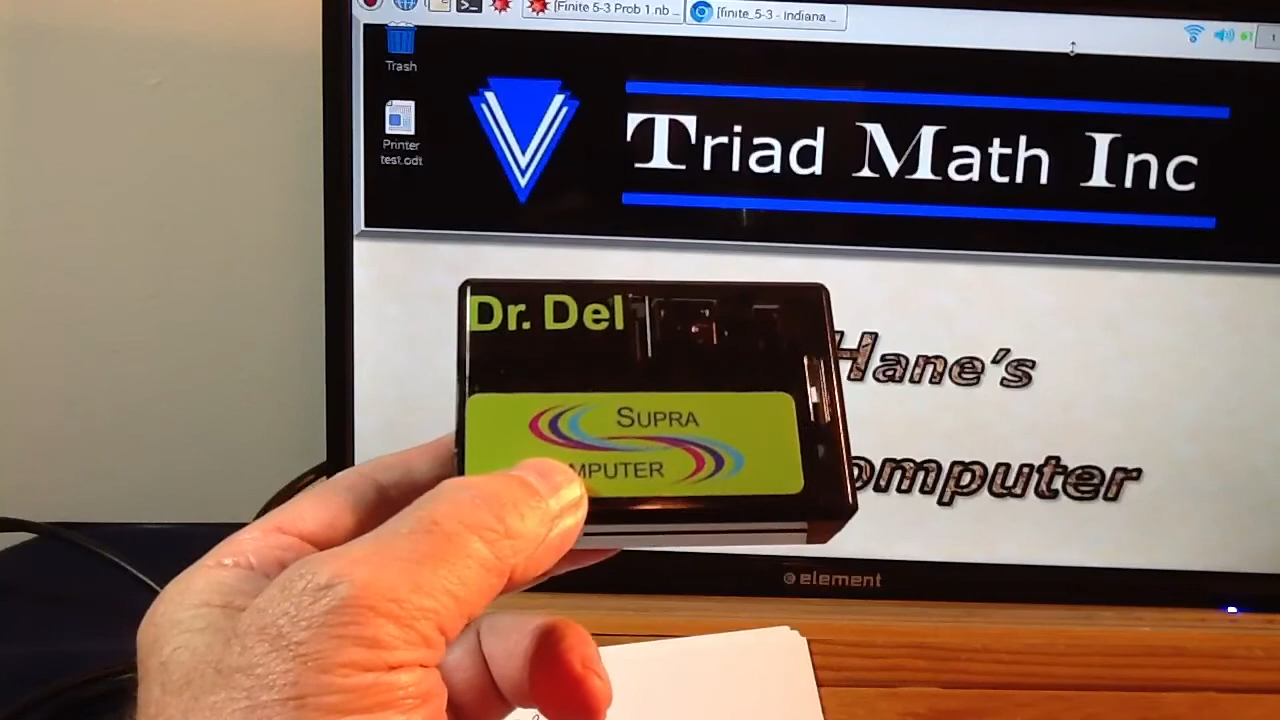 [Finite 5-3 Prob 1.nb ...
[finite_5-3 - Indiana ...
Trash
Printer
test.odt
Triad Math Inc
Dr. Del
Hane's
SUPRA
MPUTER
omputer
element